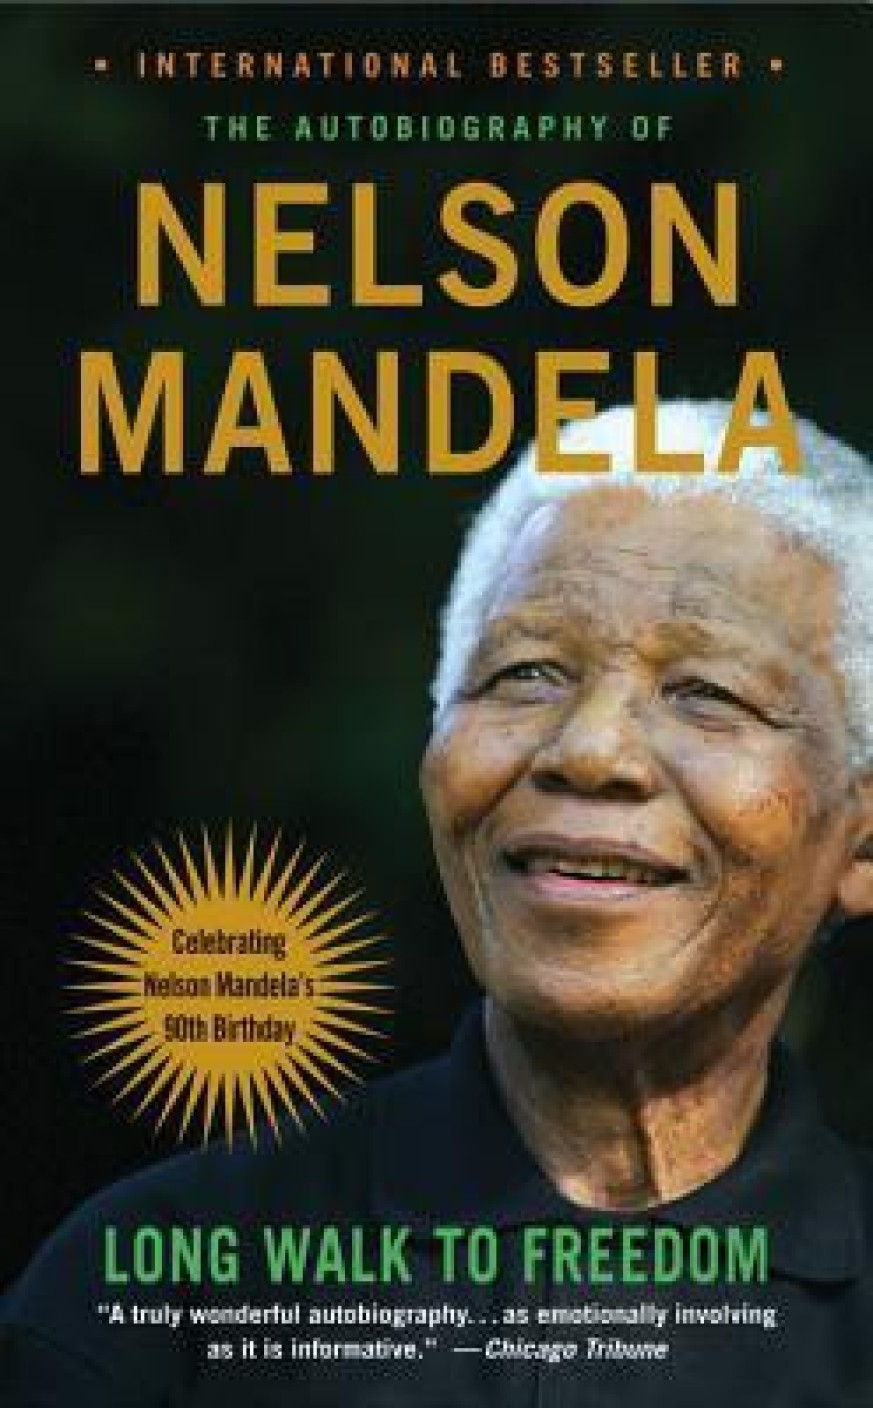 • INTERNATIONAL BESTSELLER •
THE AUTOBIOGRAPHY OF
NELSON
MANDELA
Celebrating
Nelson Mandela's
90th Birthday
LONG WALK TO FREEDOM
"A truly wonderful autobiography...as emotionally involving
as it is informative." —Chicago Tribune